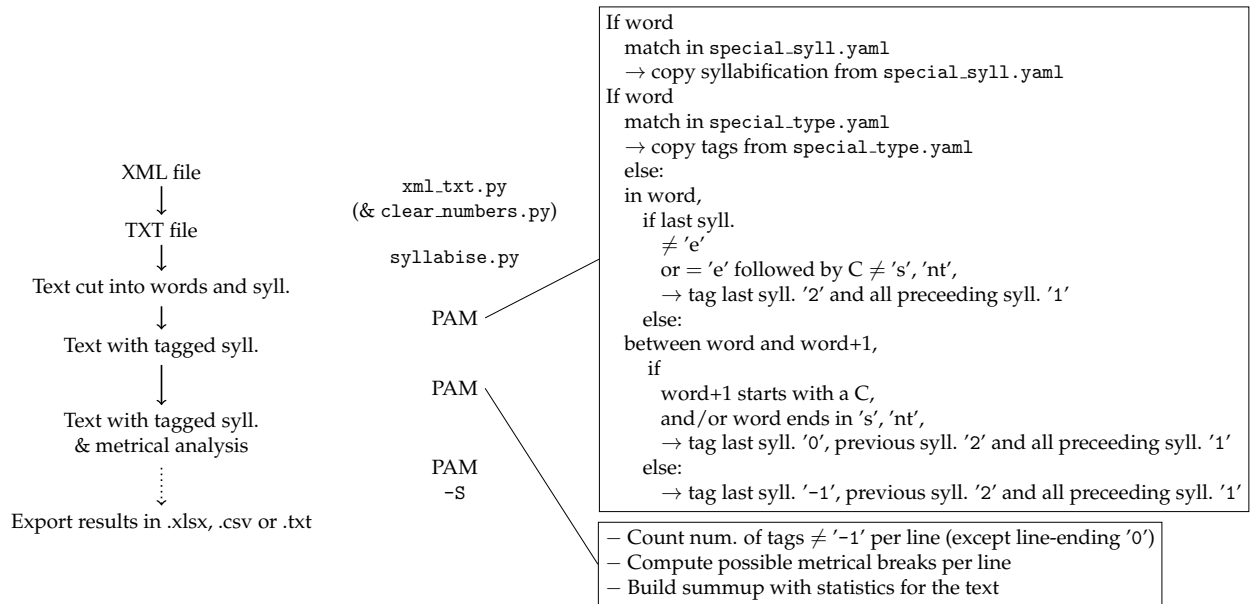 XML file
TXT file
Text cut into words and syll.
Text with tagged syll.
Text with tagged syll.
& metrical analysis
Export results in .xlsx, .csv or .txt
xml_txt.py
(& clear_numbers.py)
syllabise.py
PAM
PAM
PAM
-S
If word
match in special_syll.yaml
→ copy syllabification from special_syll.yaml
If word
match in special_type.yaml
→ copy tags from special_type.yaml
else:
in word,
if last syll.
≠ 'e'
or = 'e' followed by C ≠ 's', 'nt',
→ tag last syll. '2' and all preceeding syll. '1'
else:
between word and word+1,
if
word+1 starts with a C,
and/or word ends in 's', 'nt',
→ tag last syll. '0', previous syll. '2' and all preceeding syll. '1'
else:
→ tag last syll. '-1', previous syll. '2' and all preceeding syll. '1'
– Count num. of tags ≠ '-1' per line (except line-ending '0')
– Compute possible metrical breaks per line
– Build summup with statistics for the text